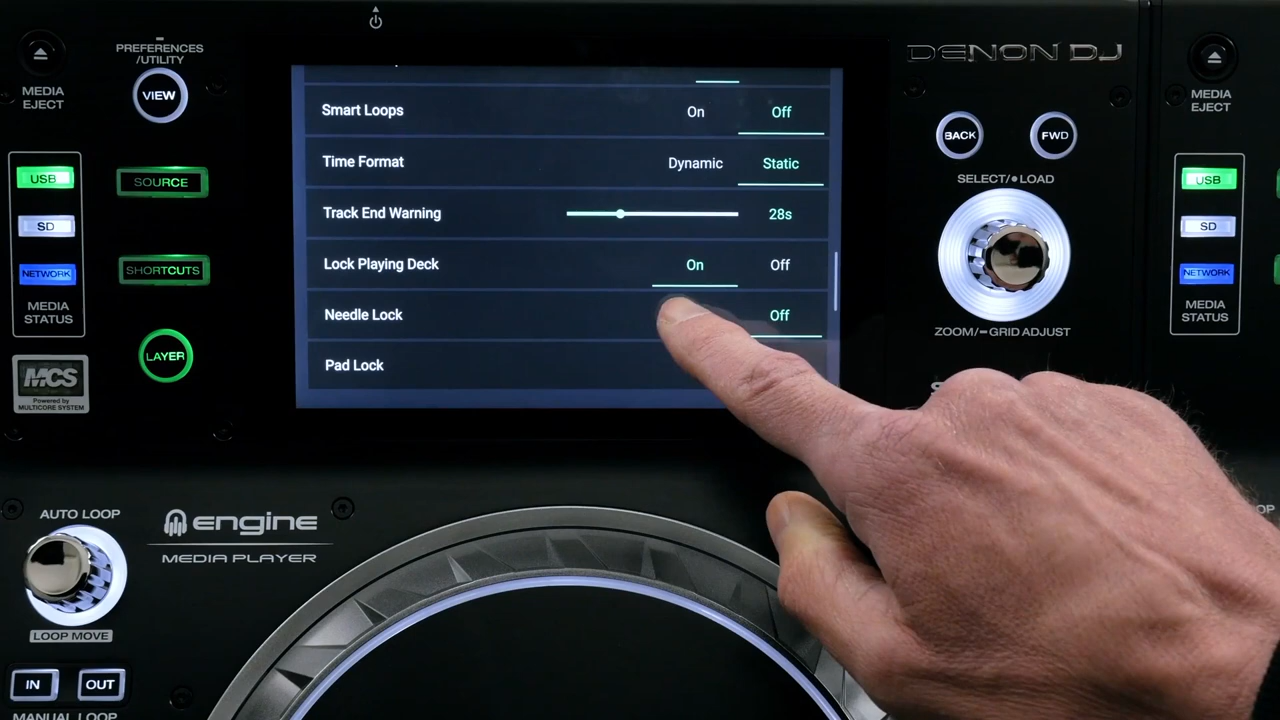 PREFERENCES
/UTILITY
VIEW
MEDIA
EJECT
USB
SD
NETWORK
MEDIA
STATUS
SOURCE
SHORTCUTS
LAYER
MCS
Powered by
MULTICORE SYSTEM
Smart Loops On Off
Time Format Dynamic Static
Track End Warning 28s
Lock Playing Deck On Off
Needle Lock Off
Pad Lock
DENON DJ
BACK
FWD
SELECT/●LOAD
ZOOM/━GRID ADJUST
MEDIA
EJECT
USB
SD
NETWORK
MEDIA
STATUS
AUTO LOOP
LOOP MOVE
IN
OUT
MANUAL LOOP
engine
MEDIA PLAYER